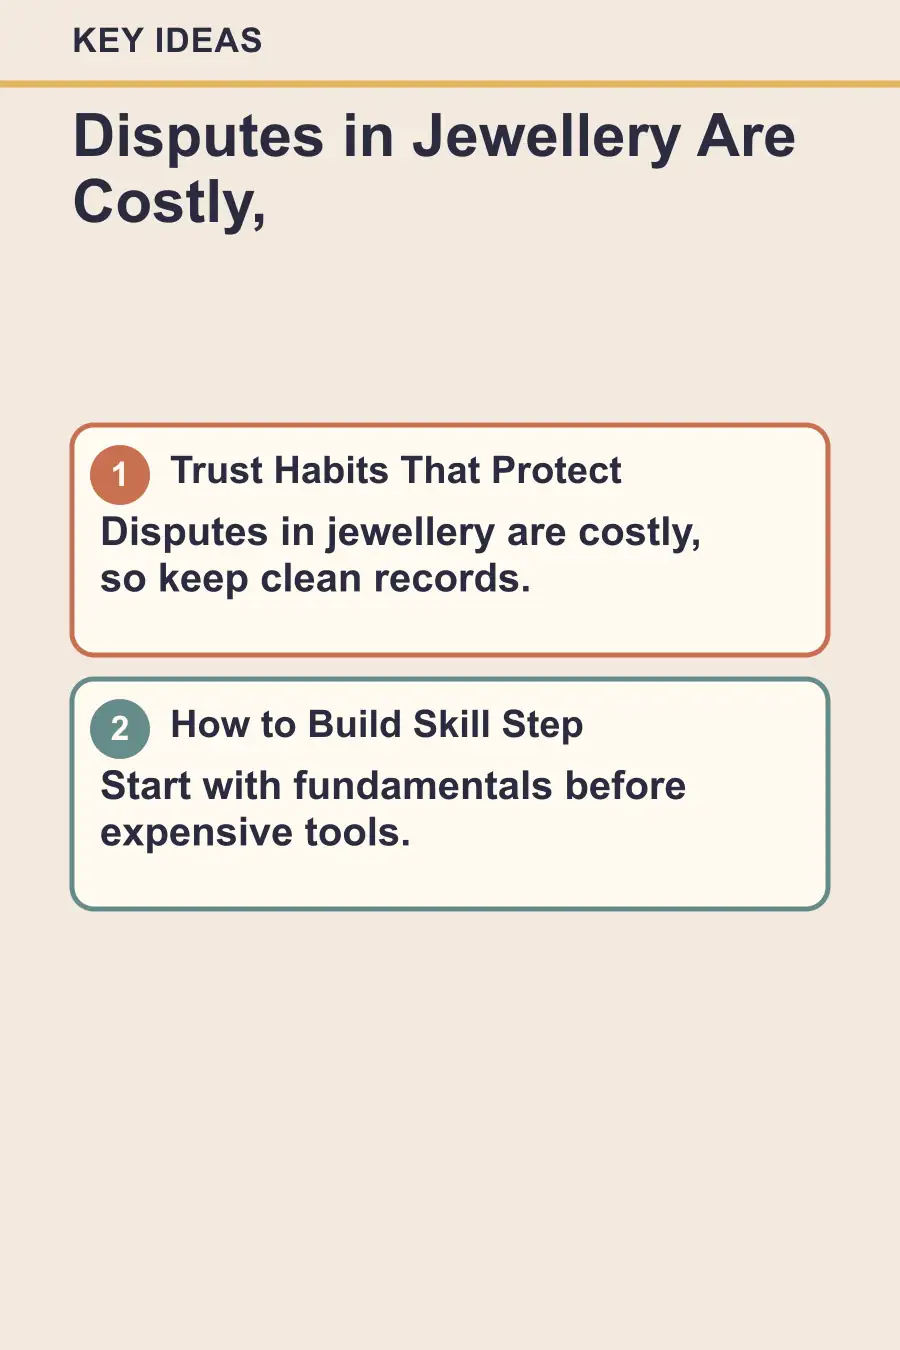 KEY IDEAS
Disputes in Jewellery Are
Costly,
1 Trust Habits That Protect
Disputes in jewellery are costly,
so keep clean records.
2 How to Build Skill Step
Start with fundamentals before
expensive tools.